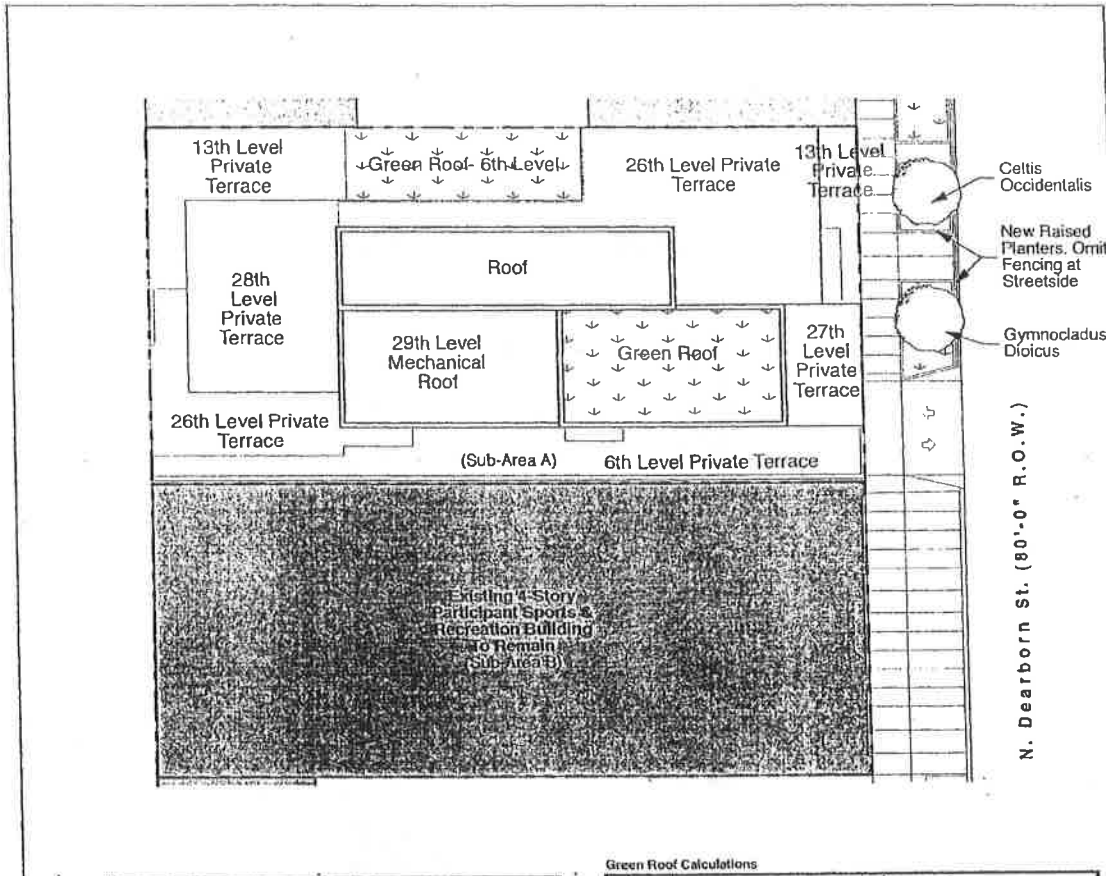 13th Level
Private
Terrace
Green Roof- 6th Level
26th Level Private
Terrace
13th Level
Private
Terrace
Celtis
Occidentalis
New Raised
Planters. Omit
Fencing at
Streetside
Gymnocladus
Dioicus
28th
Level
Private
Terrace
Roof
29th Level
Mechanical
Roof
Green Roof
27th
Level
Private
Terrace
26th Level Private
Terrace
(Sub-Area A)
6th Level Private Terrace
Existing 4-Story
Participant Sports &
Recreation Building
To Remain
(Sub-Area B)
N. Dearborn St. (80'-0" R.O.W.)
Green Roof Calculations